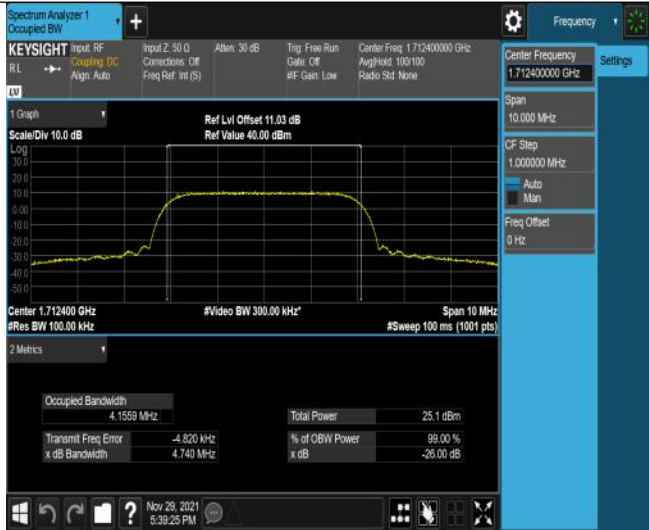 Spectrum Analyzer 1
Occupied BW
+
Frequency
KEYSIGHT Input: RF
RL
Coupling: DC
Align: Auto
Input Z: 50 Ω
Corrections: Off
Freq Ref: Int (S)
Atten: 30 dB
Trig: Free Run
Gate: Off
#IF Gain: Low
Center Freq: 1.712400000 GHz
Avg|Hold: 100/100
Radio Std: None
LV
Center Frequency
1.712400000 GHz
Settings
Span
10.000 MHz
CF Step
1.000000 MHz
Auto
Man
Freq Offset
0 Hz
1 Graph
Scale/Div 10.0 dB
Ref Lvl Offset 11.03 dB
Ref Value 40.00 dBm
Log
30.0
20.0
10.0
0.00
-10.0
-20.0
-30.0
-40.0
-50.0
Center 1.712400 GHz
#Video BW 300.00 kHz*
Span 10 MHz
#Res BW 100.00 kHz
#Sweep 100 ms (1001 pts)
2 Metrics
Occupied Bandwidth
4.1559 MHz
Total Power 25.1 dBm
Transmit Freq Error -4.820 kHz
% of OBW Power 99.00 %
x dB Bandwidth 4.740 MHz
x dB -26.00 dB
?
Nov 29, 2021
5:39:25 PM